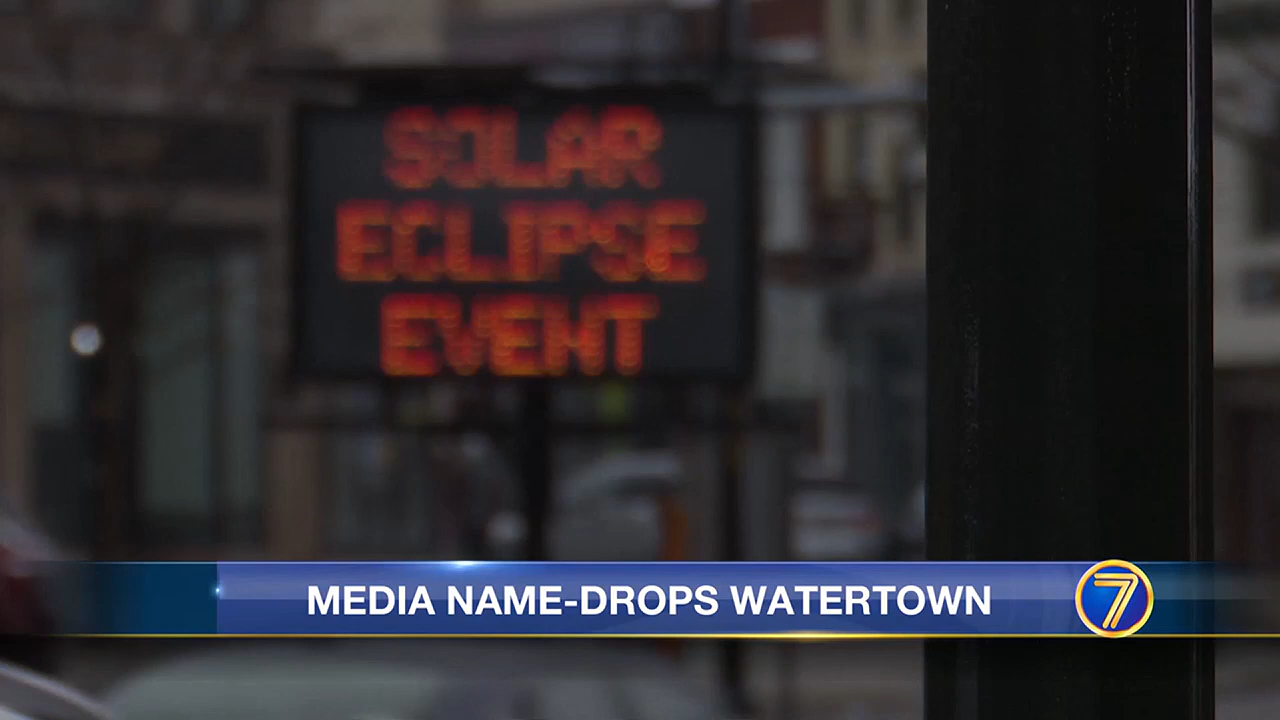 SOLAR
ECLIPSE
EVENT
MEDIA NAME-DROPS WATERTOWN
7